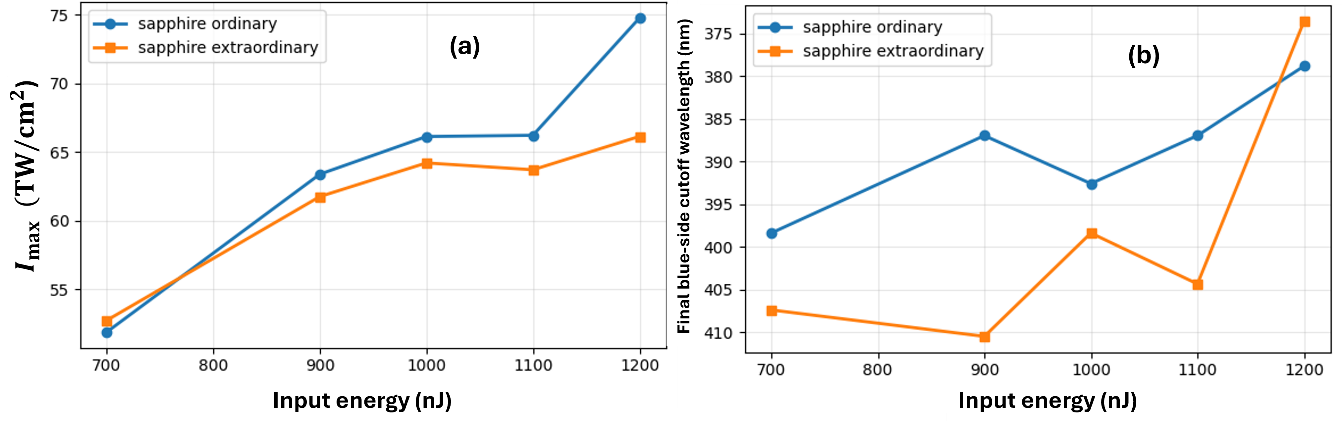 sapphire ordinary
sapphire extraordinary
(a)
75
70
65
60
55
I_max (TW/cm²)
700 800 900 1000 1100 1200
Input energy (nJ)
sapphire ordinary
sapphire extraordinary
(b)
375
380
385
390
395
400
405
410
Final blue-side cutoff wavelength (nm)
700 800 900 1000 1100 1200
Input energy (nJ)